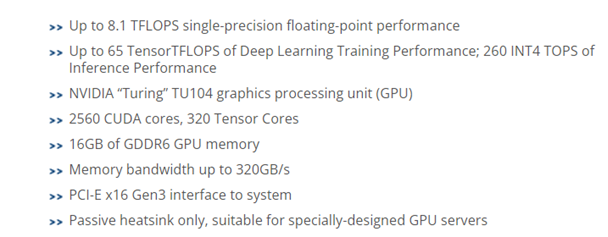 Up to 8.1 TFLOPS single-precision floating-point performance
Up to 65 TensorTFLOPS of Deep Learning Training Performance; 260 INT4 TOPS of
Inference Performance
NVIDIA “Turing” TU104 graphics processing unit (GPU)
2560 CUDA cores, 320 Tensor Cores
16GB of GDDR6 GPU memory
Memory bandwidth up to 320GB/s
PCI-E x16 Gen3 interface to system
Passive heatsink only, suitable for specially-designed GPU servers